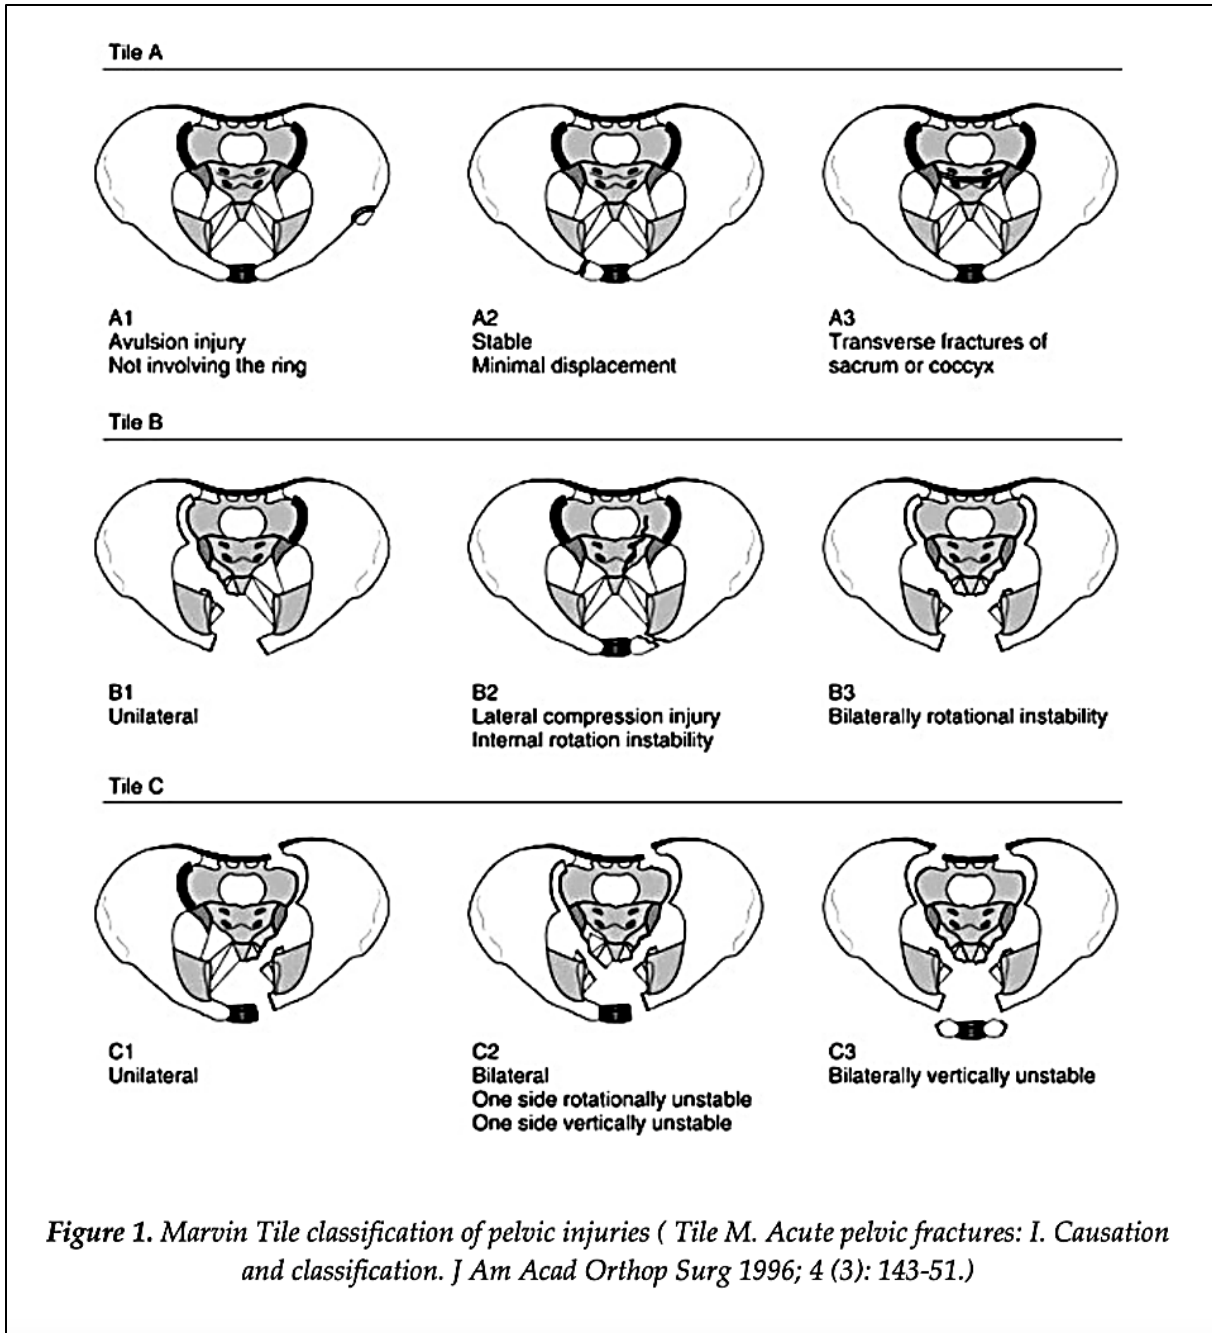 Tile A
A1
Avulsion injury
Not involving the ring
A2
Stable
Minimal displacement
A3
Transverse fractures of
sacrum or coccyx
Tile B
B1
Unilateral
B2
Lateral compression injury
Internal rotation instability
B3
Bilaterally rotational instability
Tile C
C1
Unilateral
C2
Bilateral
One side rotationally unstable
One side vertically unstable
C3
Bilaterally vertically unstable
Figure 1. Marvin Tile classification of pelvic injuries ( Tile M. Acute pelvic fractures: I. Causation
and classification. J Am Acad Orthop Surg 1996; 4 (3): 143-51.)